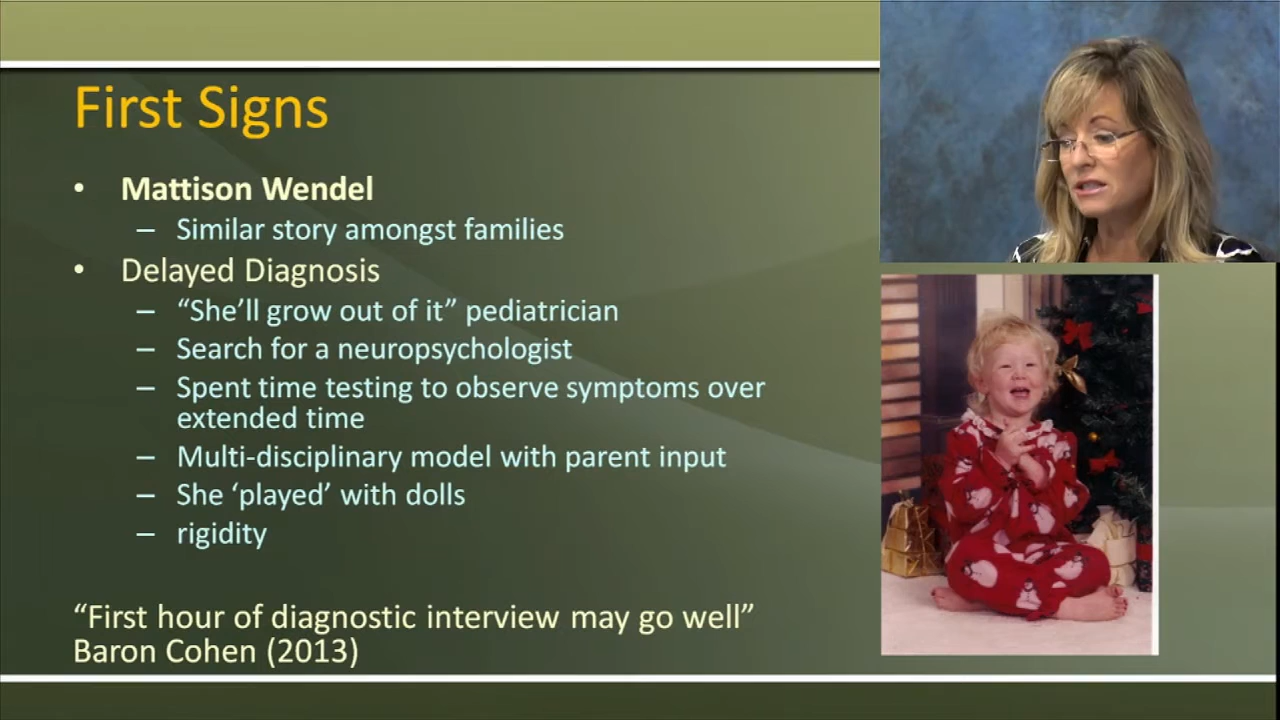 First Signs
• Mattison Wendel
– Similar story amongst families
• Delayed Diagnosis
– “She’ll grow out of it” pediatrician
– Search for a neuropsychologist
– Spent time testing to observe symptoms over
extended time
– Multi-disciplinary model with parent input
– She ‘played’ with dolls
– rigidity
“First hour of diagnostic interview may go well”
Baron Cohen (2013)